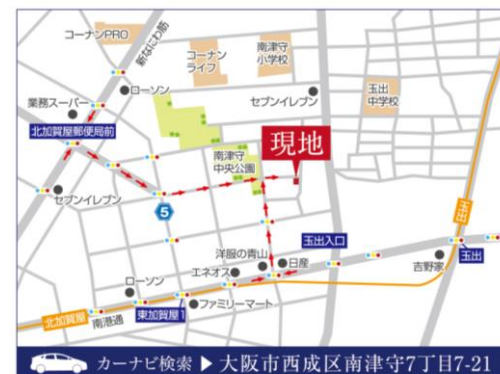 コーナンPRO
新なにわ筋
コーナン
ライフ
南津守
小学校
業務スーパー
ローソン
セブンイレブン
玉出
中学校
北加賀屋郵便局前
現地
南津守
中央公園
セブンイレブン
5
玉出
洋服の青山
日産
玉出入口
エネオス
吉野家
玉出
ローソン
ファミリーマート
東加賀屋1
北加賀屋
南港通
カーナビ検索 ▶ 大阪市西成区南津守7丁目7-21